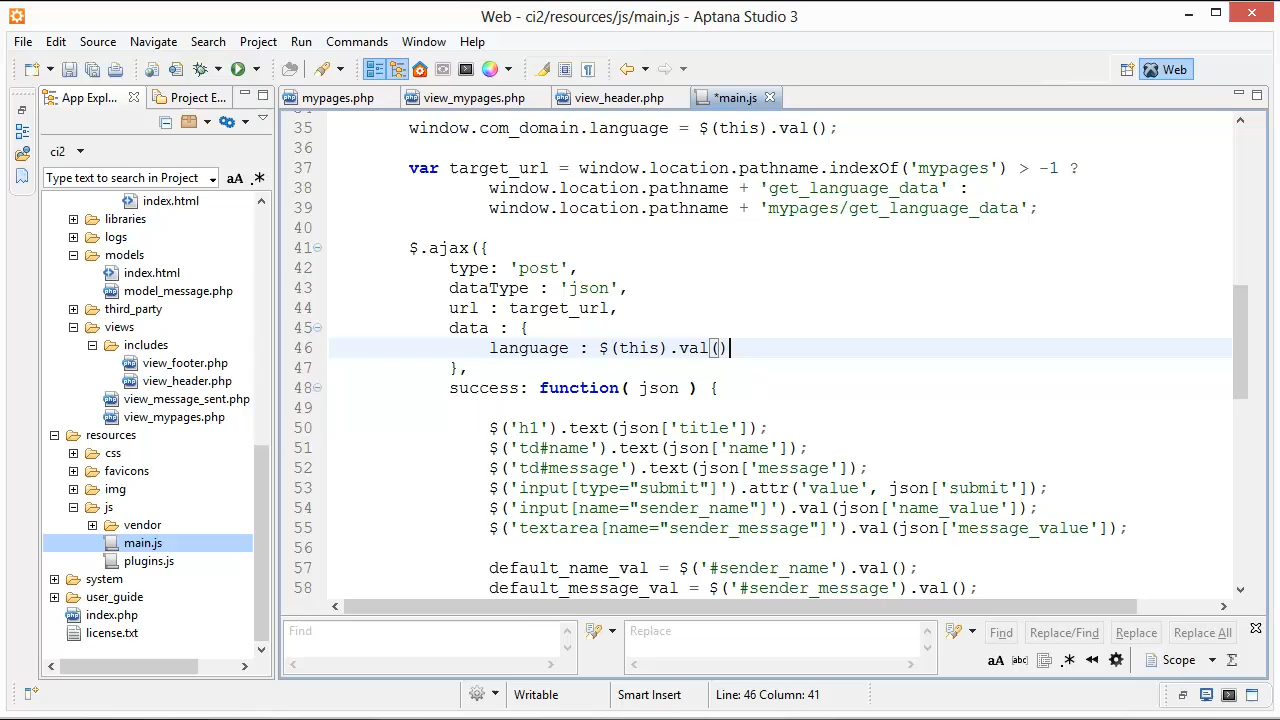 Web - ci2/resources/js/main.js - Aptana Studio 3
File Edit Source Navigate Search Project Run Commands Window Help
Web
App Expl... Project E...
mypages.php view_mypages.php view_header.php *main.js
ci2
Type text to search in Project aA .*
index.html
libraries
logs
models
index.html
model_message.php
third_party
views
includes
view_footer.php
view_header.php
view_message_sent.php
view_mypages.php
resources
css
favicons
img
js
vendor
main.js
plugins.js
system
user_guide
index.php
license.txt
35 window.com_domain.language = $(this).val();
36
37 var target_url = window.location.pathname.indexOf('mypages') > -1 ?
38 window.location.pathname + 'get_language_data' :
39 window.location.pathname + 'mypages/get_language_data';
40
41 $.ajax({
42 type: 'post',
43 dataType : 'json',
44 url : target_url,
45 data : {
46 language : $(this).val()
47 },
48 success: function( json ) {
49
50 $('h1').text(json['title']);
51 $('td#name').text(json['name']);
52 $('td#message').text(json['message']);
53 $('input[type="submit"]').attr('value', json['submit']);
54 $('input[name="sender_name"]').val(json['name_value']);
55 $('textarea[name="sender_message"]').val(json['message_value']);
56
57 default_name_val = $('#sender_name').val();
58 default_message_val = $('#sender_message').val();
Find Replace Find Replace/Find Replace Replace All
aA abc .* Scope Σ
Writable Smart Insert Line: 46 Column: 41